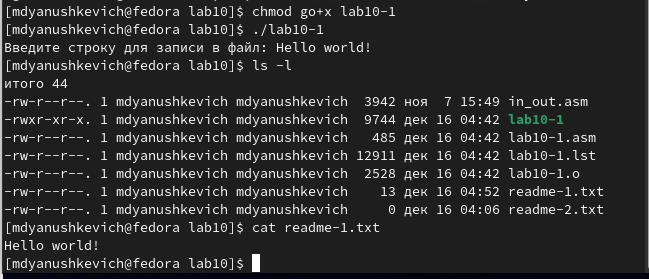 [mdyanushkevich@fedora lab10]$ chmod go+x lab10-1
[mdyanushkevich@fedora lab10]$ ./lab10-1
Введите строку для записи в файл: Hello world!
[mdyanushkevich@fedora lab10]$ ls -l
итого 44
-rw-r--r--. 1 mdyanushkevich mdyanushkevich  3942 ноя  7 15:49 in_out.asm
-rwxr-xr-x. 1 mdyanushkevich mdyanushkevich  9744 дек 16 04:42 lab10-1
-rw-r--r--. 1 mdyanushkevich mdyanushkevich   485 дек 16 04:42 lab10-1.asm
-rw-r--r--. 1 mdyanushkevich mdyanushkevich 12911 дек 16 04:42 lab10-1.lst
-rw-r--r--. 1 mdyanushkevich mdyanushkevich  2528 дек 16 04:42 lab10-1.o
-rw-r--r--. 1 mdyanushkevich mdyanushkevich    13 дек 16 04:52 readme-1.txt
-rw-r--r--. 1 mdyanushkevich mdyanushkevich     0 дек 16 04:06 readme-2.txt
[mdyanushkevich@fedora lab10]$ cat readme-1.txt
Hello world!
[mdyanushkevich@fedora lab10]$